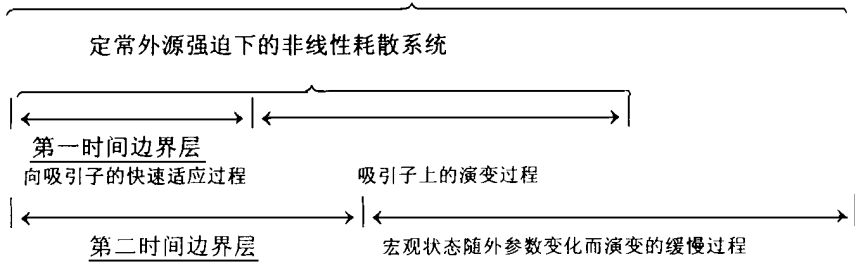 定常外源强迫下的非线性耗散系统
第一时间边界层
向吸引子的快速适应过程
吸引子上的演变过程
第二时间边界层
宏观状态随外参数变化而演变的缓慢过程